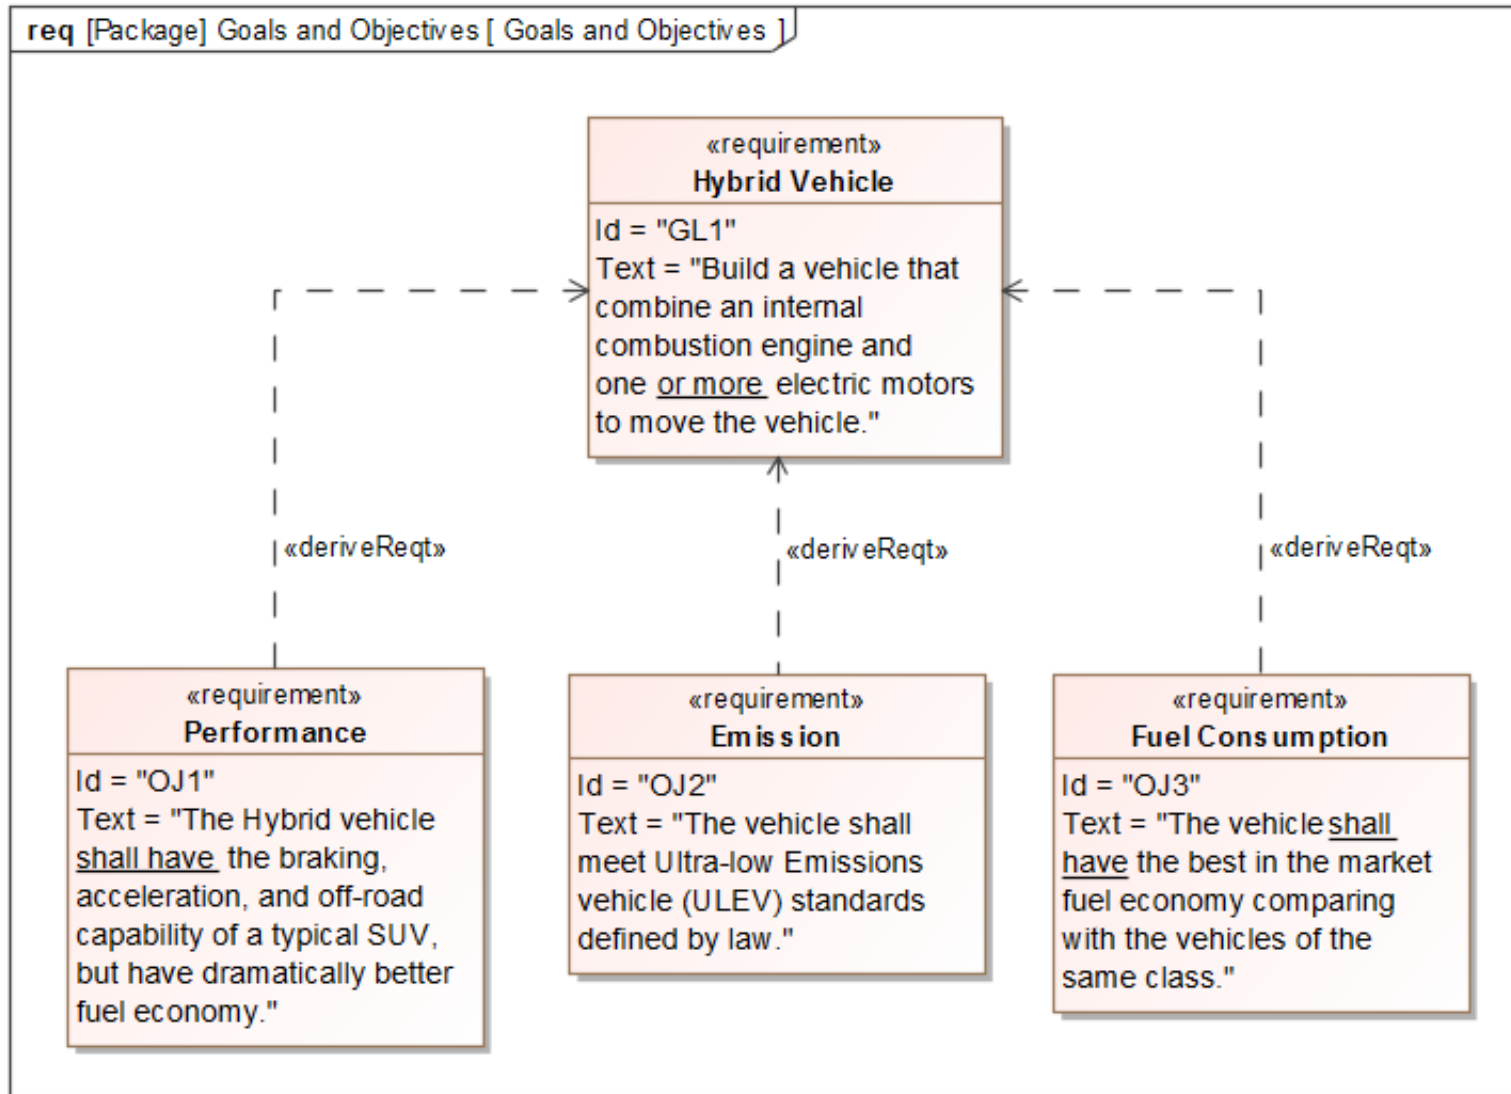 req [Package] Goals and Objectives [ Goals and Objectives ]
«requirement»
Hybrid Vehicle
Id = "GL1"
Text = "Build a vehicle that
combine an internal
combustion engine and
one or more electric motors
to move the vehicle."
«deriveReqt»
«deriveReqt»
«deriveReqt»
«requirement»
Performance
Id = "OJ1"
Text = "The Hybrid vehicle
shall have the braking,
acceleration, and off-road
capability of a typical SUV,
but have dramatically better
fuel economy."
«requirement»
Emission
Id = "OJ2"
Text = "The vehicle shall
meet Ultra-low Emissions
vehicle (ULEV) standards
defined by law."
«requirement»
Fuel Consumption
Id = "OJ3"
Text = "The vehicle shall
have the best in the market
fuel economy comparing
with the vehicles of the
same class."